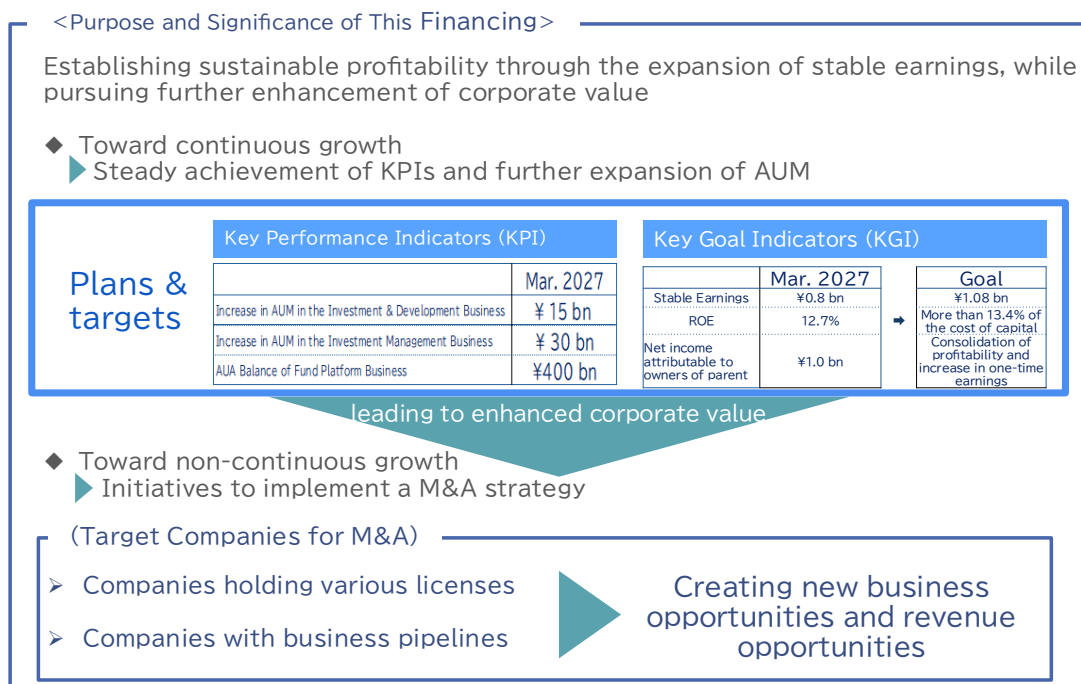 <Purpose and Significance of This Financing>
Establishing sustainable profitability through the expansion of stable earnings, while
pursuing further enhancement of corporate value
◆ Toward continuous growth
Steady achievement of KPIs and further expansion of AUM
Plans &
targets
Key Performance Indicators (KPI)
Mar. 2027
Increase in AUM in the Investment & Development Business ¥ 15 bn
Increase in AUM in the Investment Management Business ¥ 30 bn
AUA Balance of Fund Platform Business ¥400 bn
Key Goal Indicators (KGI)
Mar. 2027
Stable Earnings ¥0.8 bn
ROE 12.7%
Net income
attributable to
owners of parent
¥1.0 bn
➡
Goal
¥1.08 bn
More than 13.4% of
the cost of capital
Consolidation of
profitability and
increase in one-time
earnings
leading to enhanced corporate value
◆ Toward non-continuous growth
Initiatives to implement a M&A strategy
(Target Companies for M&A)
➢ Companies holding various licenses
➢ Companies with business pipelines
Creating new business
opportunities and revenue
opportunities